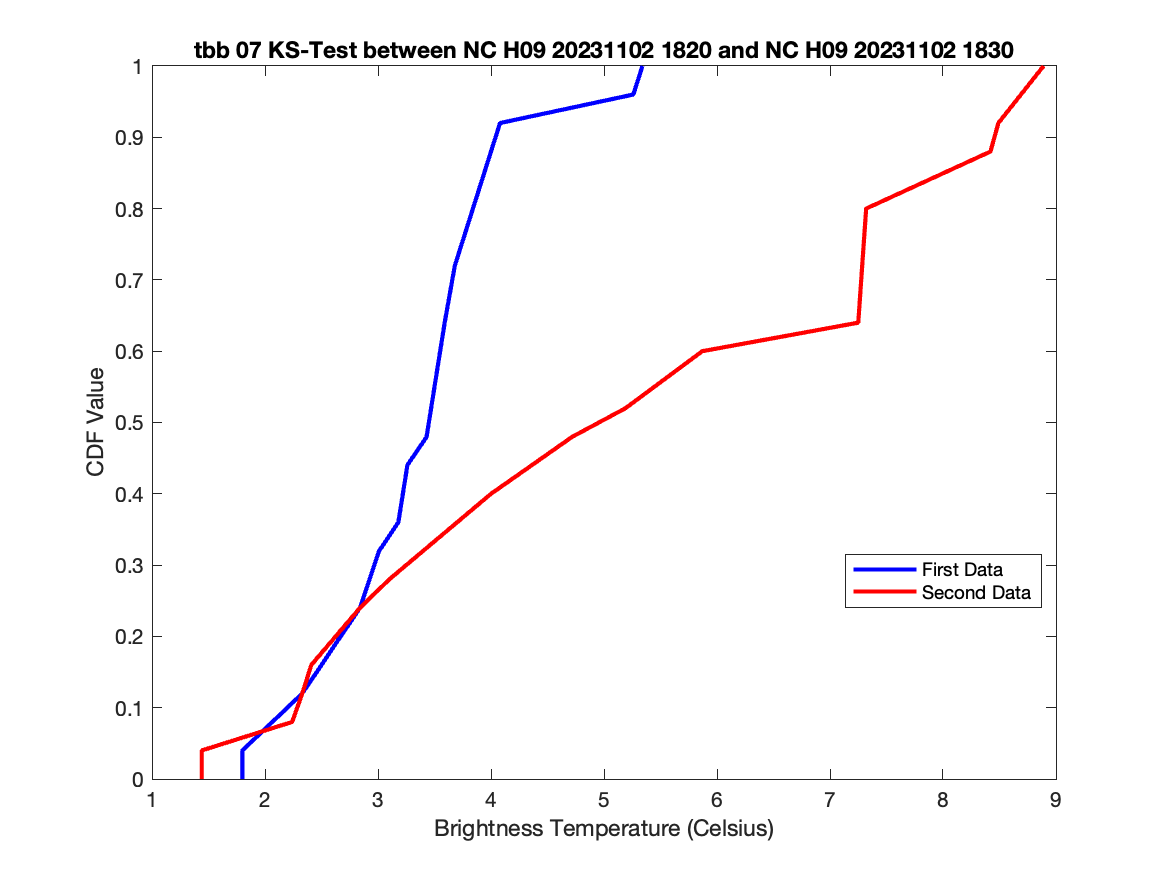 tbb 07 KS-Test between NC H09 20231102 1820 and NC H09 20231102 1830
1
0.9
0.8
0.7
0.6
0.5
0.4
0.3
0.2
0.1
0
CDF Value
First Data
Second Data
1 2 3 4 5 6 7 8 9
Brightness Temperature (Celsius)